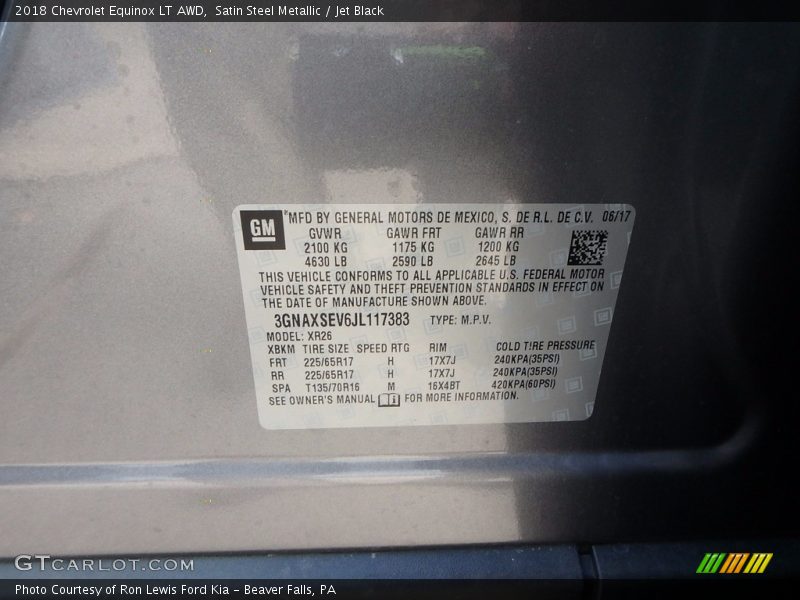 2018 Chevrolet Equinox LT AWD, Satin Steel Metallic / Jet Black
GM ® MFD BY GENERAL MOTORS DE MEXICO, S. DE R.L. DE C.V. 06/17
GVWR GAWR FRT GAWR RR
2100 KG 1175 KG 1200 KG
4630 LB 2590 LB 2645 LB
THIS VEHICLE CONFORMS TO ALL APPLICABLE U.S. FEDERAL MOTOR
VEHICLE SAFETY AND THEFT PREVENTION STANDARDS IN EFFECT ON
THE DATE OF MANUFACTURE SHOWN ABOVE.
3GNAXSEV6JL117383 TYPE: M.P.V.
MODEL: XR26
XBKM TIRE SIZE SPEED RTG RIM COLD TIRE PRESSURE
FRT 225/65R17 H 17X7J 240KPA(35PSI)
RR 225/65R17 H 17X7J 240KPA(35PSI)
SPA T135/70R16 M 16X4BT 420KPA(60PSI)
SEE OWNER'S MANUAL FOR MORE INFORMATION.
GTCARLOT.COM
Photo Courtesy of Ron Lewis Ford Kia - Beaver Falls, PA